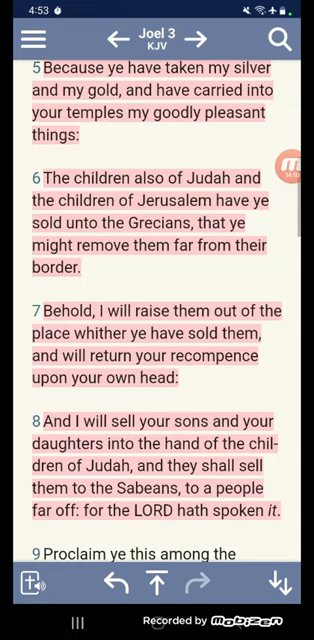 4:53
Joel 3
KJV
5 Because ye have taken my silver
and my gold, and have carried into
your temples my goodly pleasant
things:
6 The children also of Judah and
the children of Jerusalem have ye
sold unto the Grecians, that ye
might remove them far from their
border.
7 Behold, I will raise them out of the
place whither ye have sold them,
and will return your recompence
upon your own head:
8 And I will sell your sons and your
daughters into the hand of the chil-
dren of Judah, and they shall sell
them to the Sabeans, to a people
far off: for the LORD hath spoken it.
9 Proclaim ye this among the
Recorded by mobizen